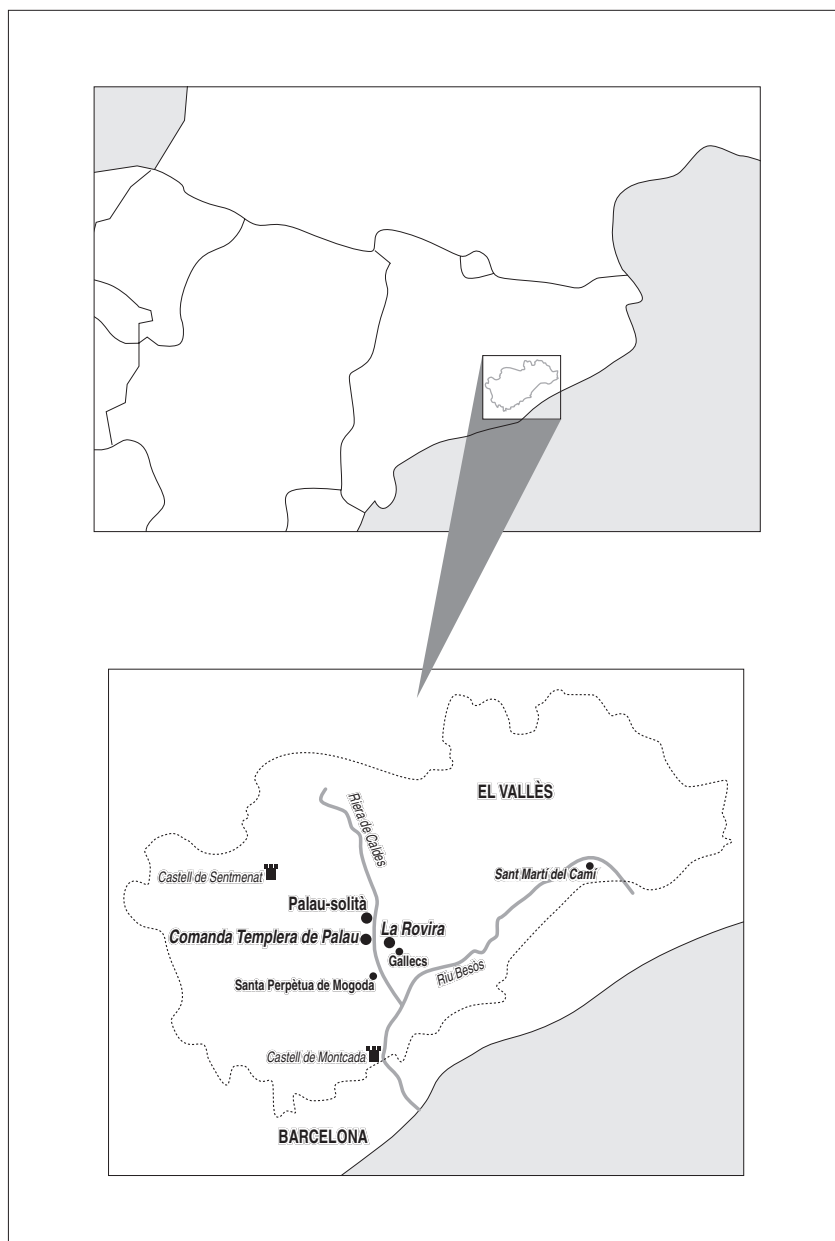 EL VALLÈS
Riera de Caldes
Castell de Sentmenat
Sant Martí del Camí
Palau-solità
Comanda Templera de Palau
La Rovira
Gallecs
Riu Besòs
Santa Perpètua de Mogoda
Castell de Montcada
BARCELONA